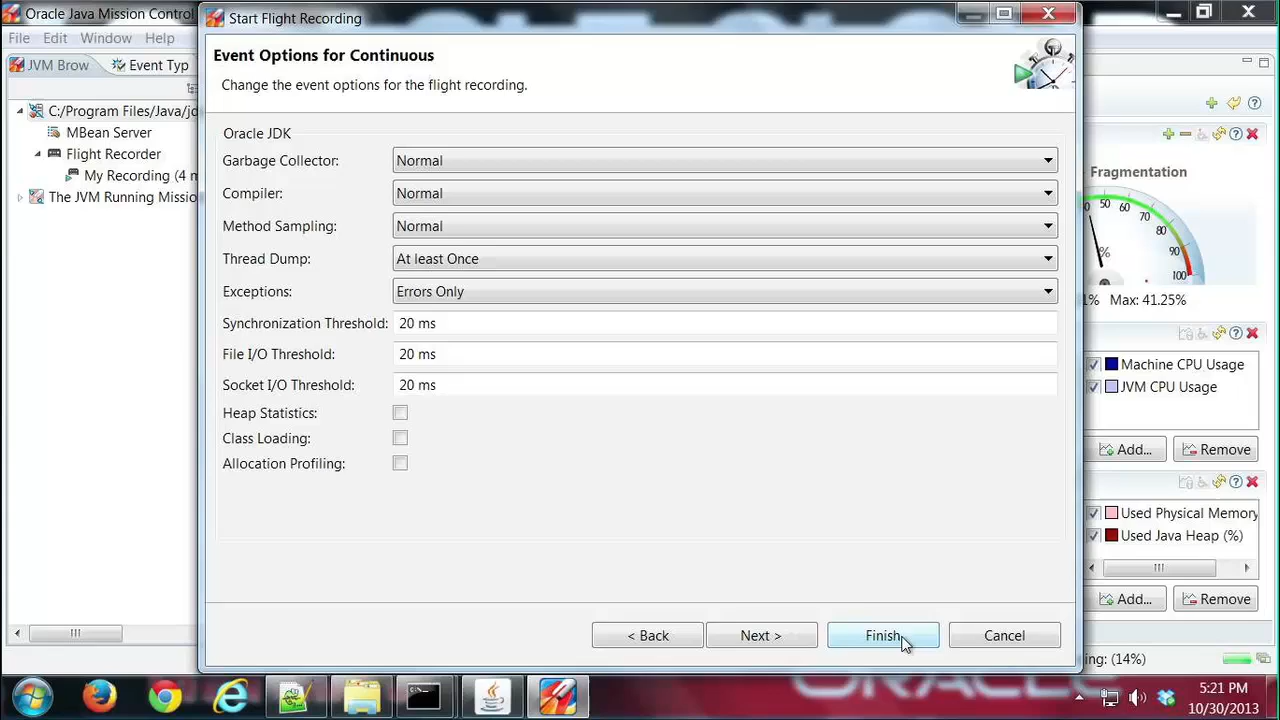 Oracle Java Mission Control
Start Flight Recording
File Edit Window Help
JVM Brow
Event Typ
C:/Program Files/Java/jd
MBean Server
Flight Recorder
My Recording (4 m
The JVM Running Missio
Event Options for Continuous
Change the event options for the flight recording.
Oracle JDK
Garbage Collector: Normal
Compiler: Normal
Method Sampling: Normal
Thread Dump: At least Once
Exceptions: Errors Only
Synchronization Threshold: 20 ms
File I/O Threshold: 20 ms
Socket I/O Threshold: 20 ms
Heap Statistics:
Class Loading:
Allocation Profiling:
< Back
Next >
Finish
Cancel
Fragmentation
50 60 70 80 90 100
%
1% Max: 41.25%
Machine CPU Usage
JVM CPU Usage
Add... Remove
Used Physical Memory
Used Java Heap (%)
Add... Remove
ing: (14%)
ORACLE
5:21 PM
10/30/2013